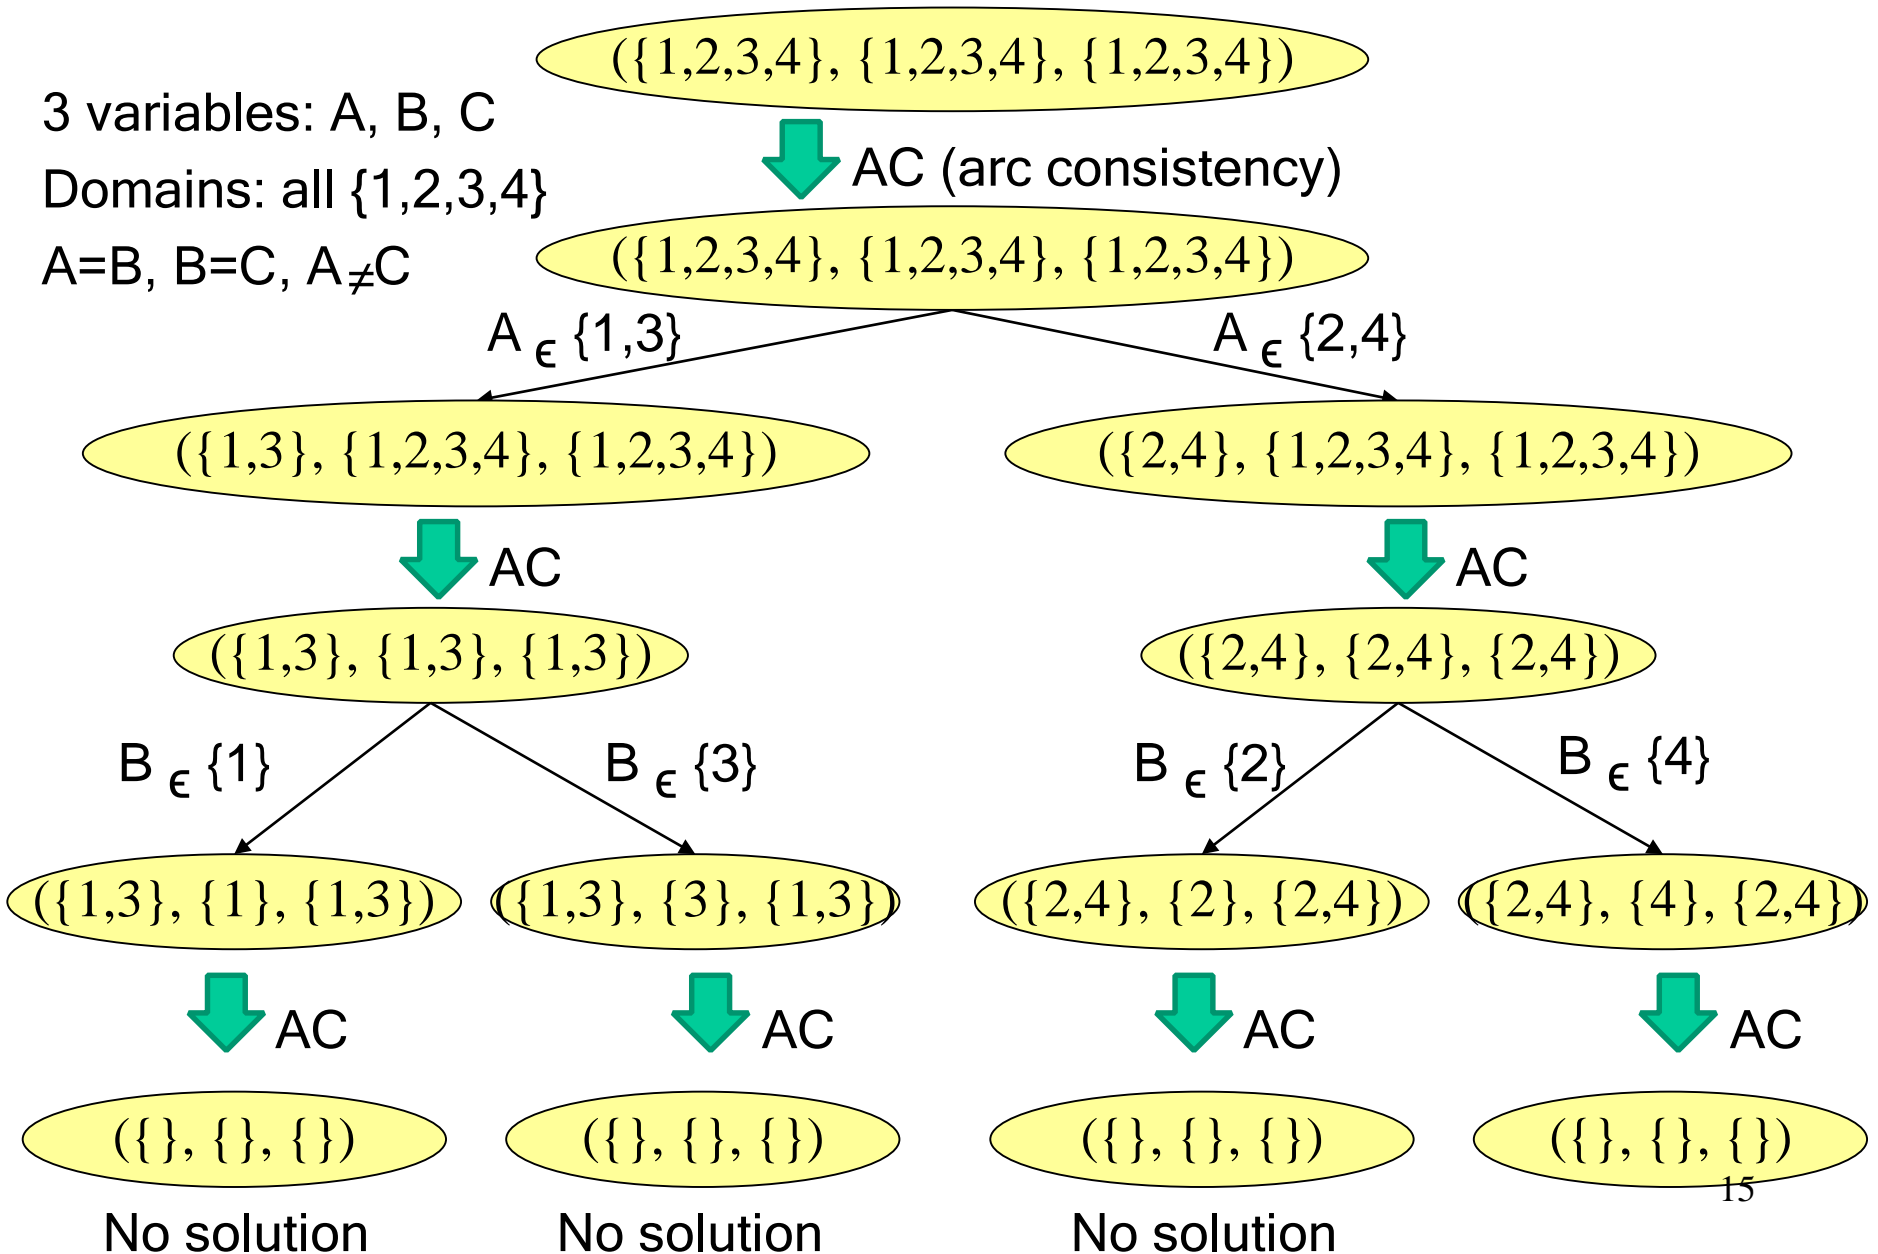 ({1,2,3,4}, {1,2,3,4}, {1,2,3,4})
3 variables: A, B, C
AC (arc consistency)
Domains: all {1,2,3,4}
({1,2,3,4}, {1,2,3,4}, {1,2,3,4})
A=B, B=C, A≠C
A ϵ {1,3}
A ϵ {2,4}
({1,3}, {1,2,3,4}, {1,2,3,4})
({2,4}, {1,2,3,4}, {1,2,3,4})
AC
AC
({1,3}, {1,3}, {1,3})
({2,4}, {2,4}, {2,4})
B ϵ {1}
B ϵ {3}
B ϵ {2}
B ϵ {4}
({1,3}, {1}, {1,3})
({1,3}, {3}, {1,3})
({2,4}, {2}, {2,4})
({2,4}, {4}, {2,4})
AC
AC
AC
AC
({}, {}, {})
({}, {}, {})
({}, {}, {})
({}, {}, {})
15
No solution
No solution
No solution